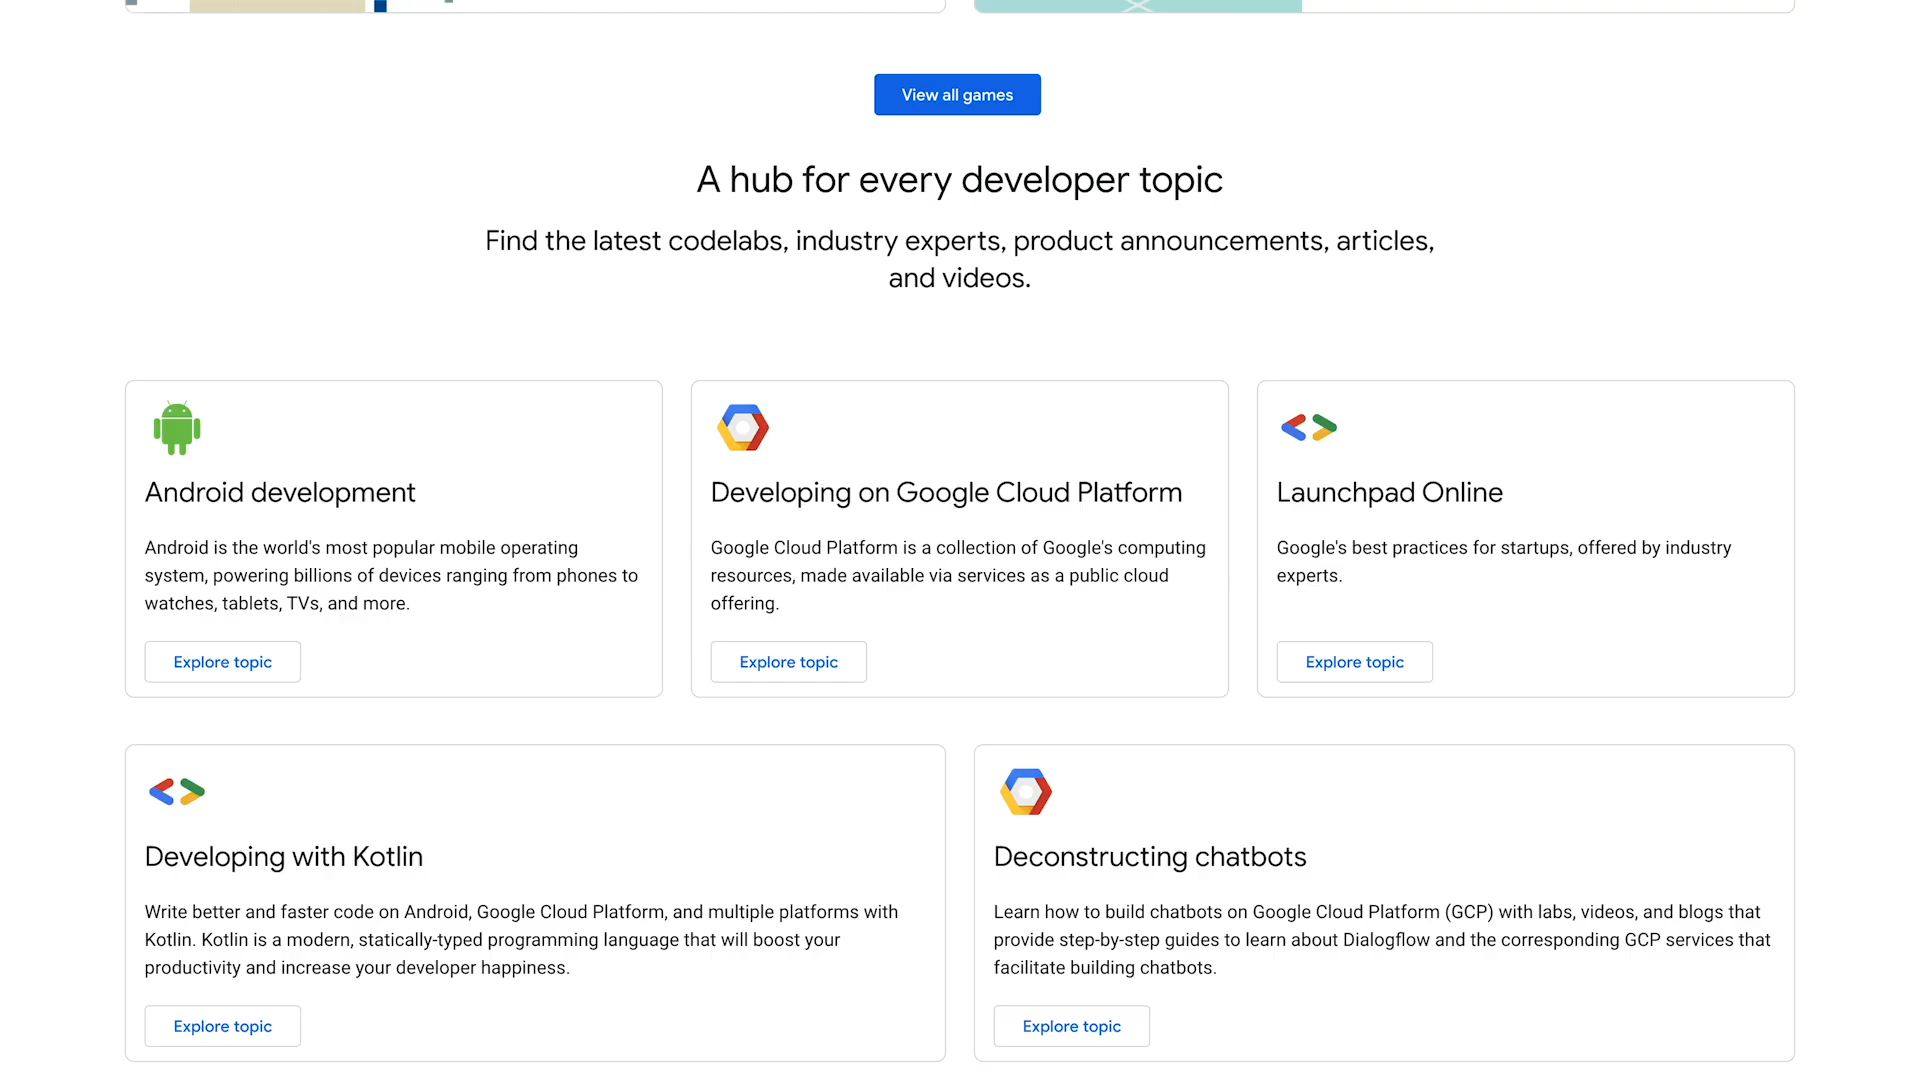 View all games
A hub for every developer topic
Find the latest codelabs, industry experts, product announcements, articles,
and videos.
Android development
Android is the world's most popular mobile operating
system, powering billions of devices ranging from phones to
watches, tablets, TVs, and more.
Explore topic
Developing on Google Cloud Platform
Google Cloud Platform is a collection of Google's computing
resources, made available via services as a public cloud
offering.
Explore topic
Launchpad Online
Google's best practices for startups, offered by industry
experts.
Explore topic
Developing with Kotlin
Write better and faster code on Android, Google Cloud Platform, and multiple platforms with
Kotlin. Kotlin is a modern, statically-typed programming language that will boost your
productivity and increase your developer happiness.
Explore topic
Deconstructing chatbots
Learn how to build chatbots on Google Cloud Platform (GCP) with labs, videos, and blogs that
provide step-by-step guides to learn about Dialogflow and the corresponding GCP services that
facilitate building chatbots.
Explore topic